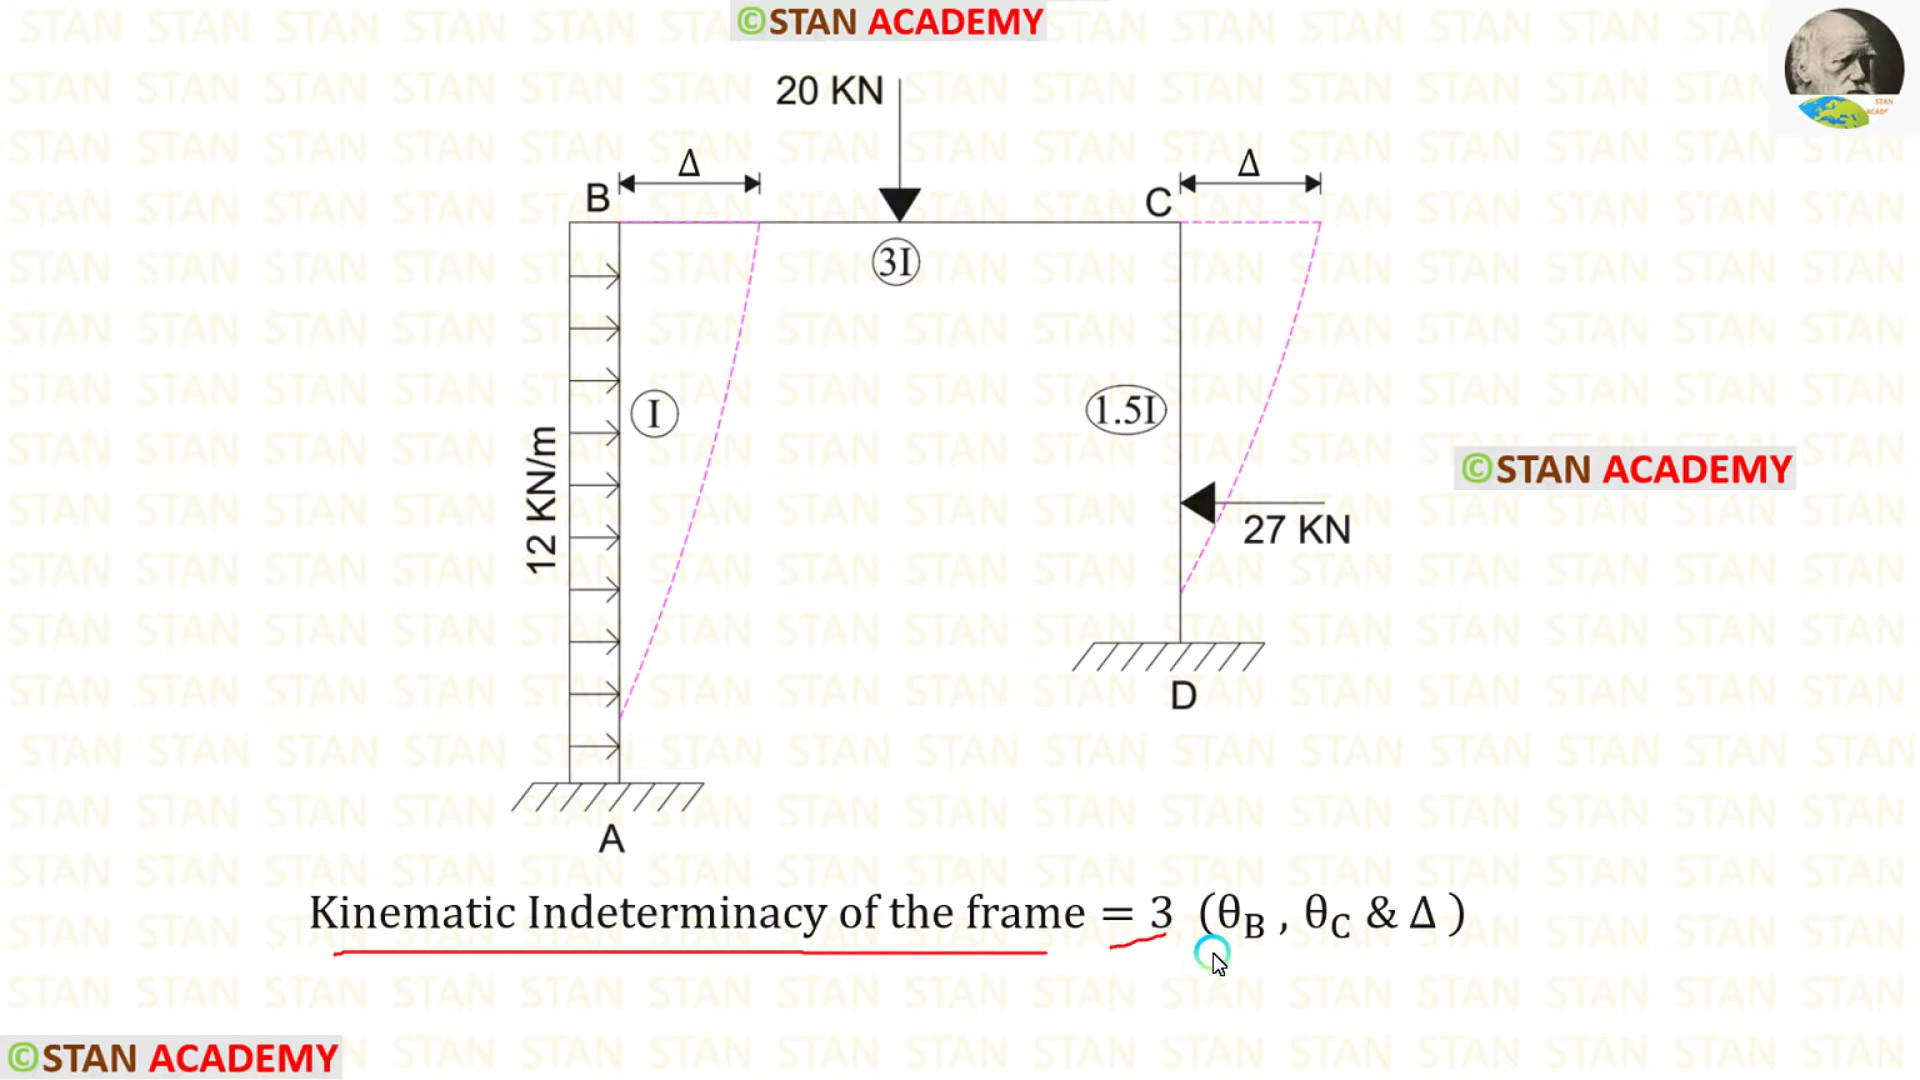 ©STAN ACADEMY
20 KN
STAN
Δ
Δ
B
C
3I
I
1.5I
12 KN/m
©STAN ACADEMY
27 KN
D
A
Kinematic Indeterminacy of the frame = 3 (θB , θC & Δ )
©STAN ACADEMY